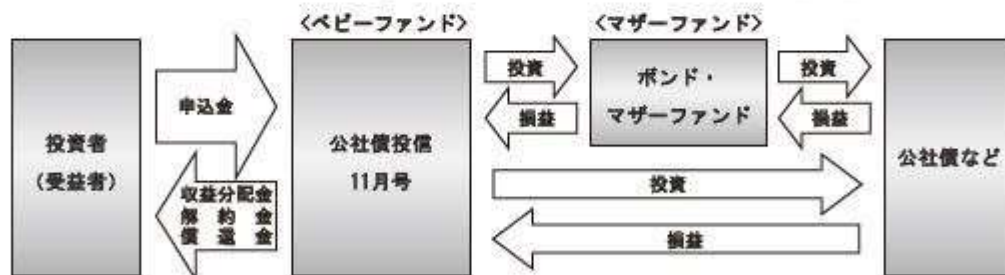 〈ベビーファンド〉
〈マザーファンド〉
投資者
(受益者)
申込金
収益分配金
解約金
償還金
公社債投信
11月号
投資
損益
ボンド・
マザーファンド
投資
損益
投資
損益
公社債など